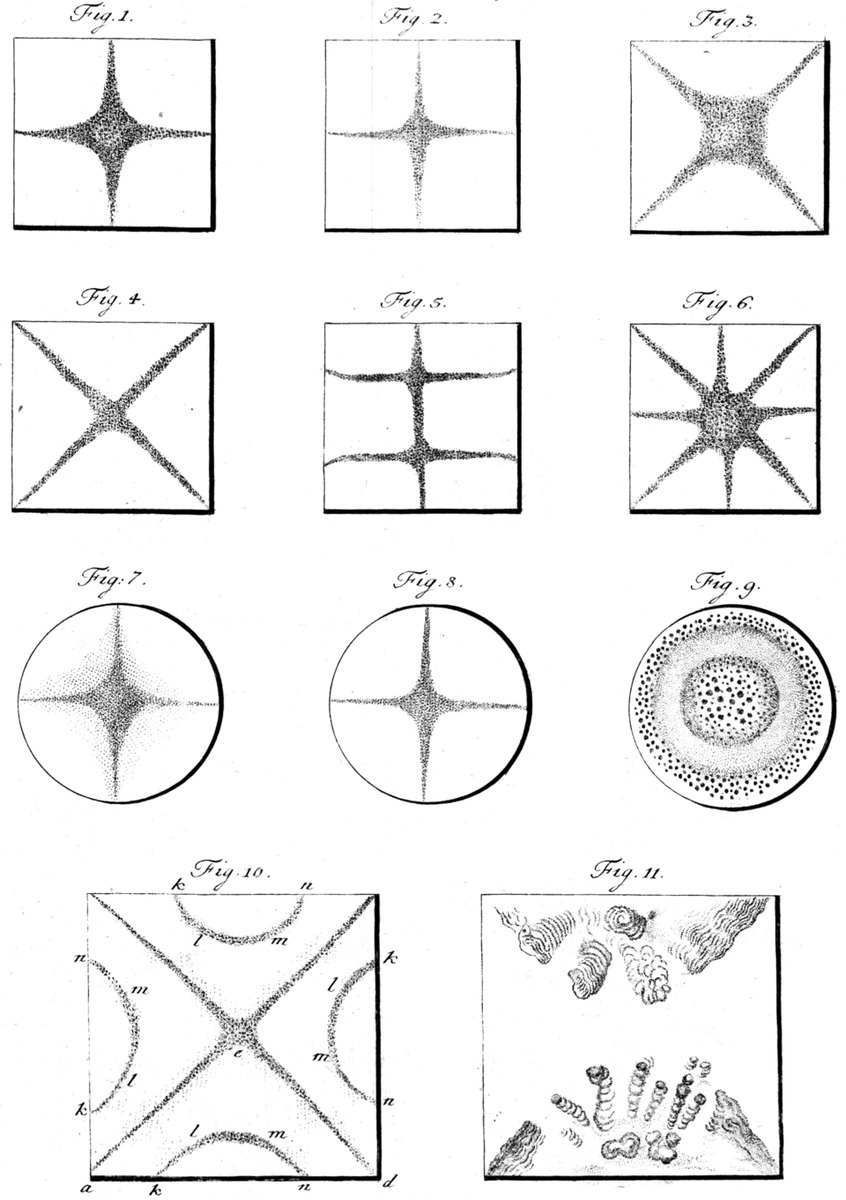 Fig. 1.
Fig. 2.
Fig. 3.
Fig. 4.
Fig. 5.
Fig. 6.
Fig: 7.
Fig. 8.
Fig. 9.
Fig. 10.
Fig. 11.
k n
l m
n k
m l
e m
l
k n
l m
a k n d